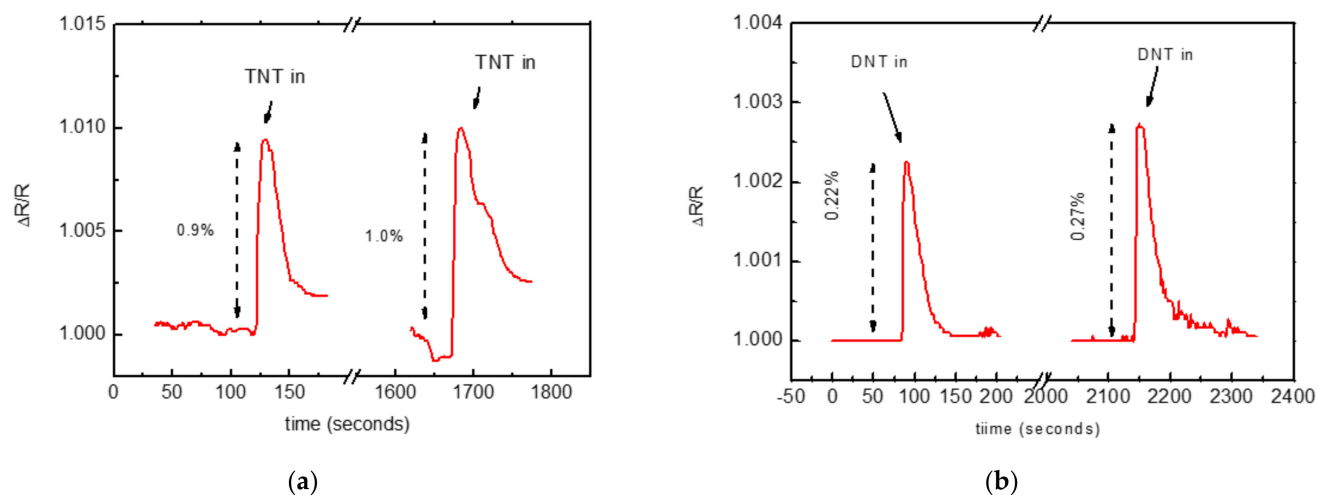 1.015
1.010
1.005
1.000
ΔR/R
TNT in
TNT in
0.9%
1.0%
0 50 100 150 1600 1700 1800
time (seconds)
(a)
1.004
1.003
1.002
1.001
1.000
ΔR/R
DNT in
DNT in
0.22%
0.27%
-50 0 50 100 150 200 2000 2100 2200 2300 2400
tiime (seconds)
(b)